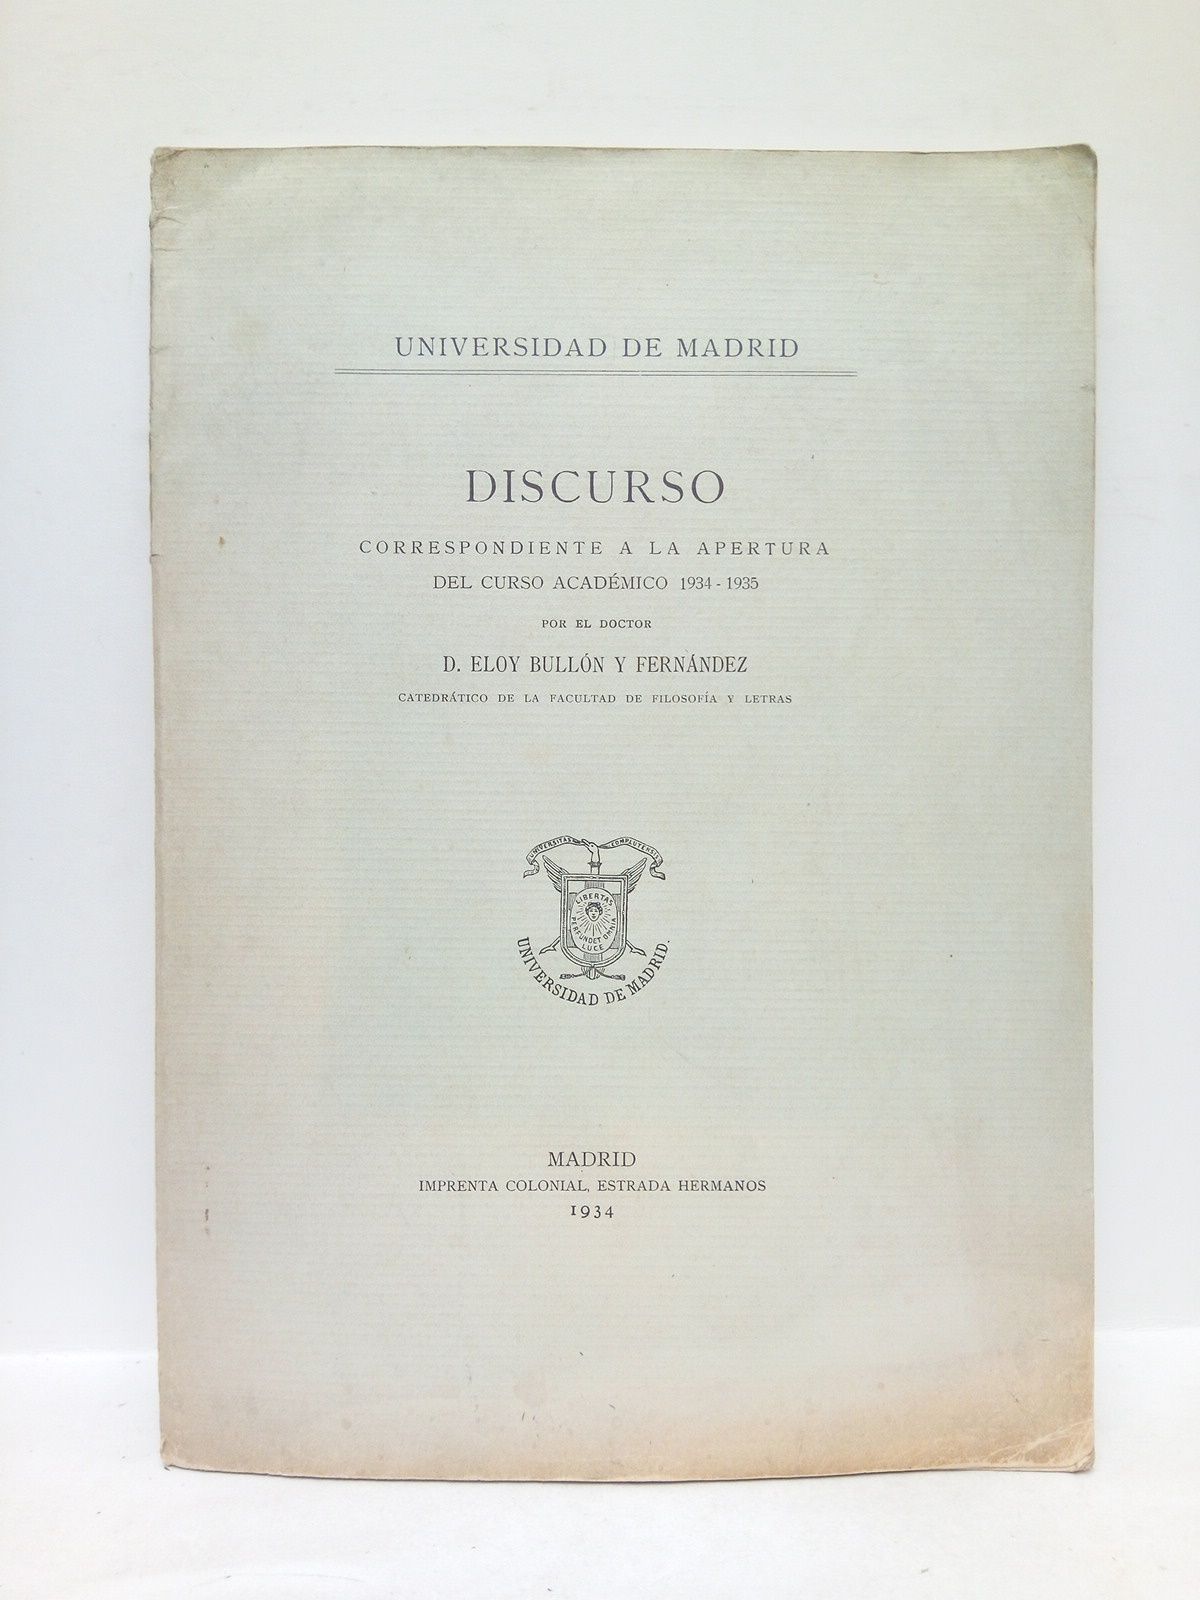 UNIVERSIDAD DE MADRID
DISCURSO
CORRESPONDIENTE A LA APERTURA
DEL CURSO ACADÉMICO 1934-1935
POR EL DOCTOR
D. ELOY BULLÓN Y FERNÁNDEZ
CATEDRÁTICO DE LA FACULTAD DE FILOSOFÍA Y LETRAS
UNIVERSITAS COMPLUTENSIS
LIBERTAS
PERFUNDET OMNIA
LUCE
UNIVERSIDAD DE MADRID.
MADRID
IMPRENTA COLONIAL, ESTRADA HERMANOS
1934